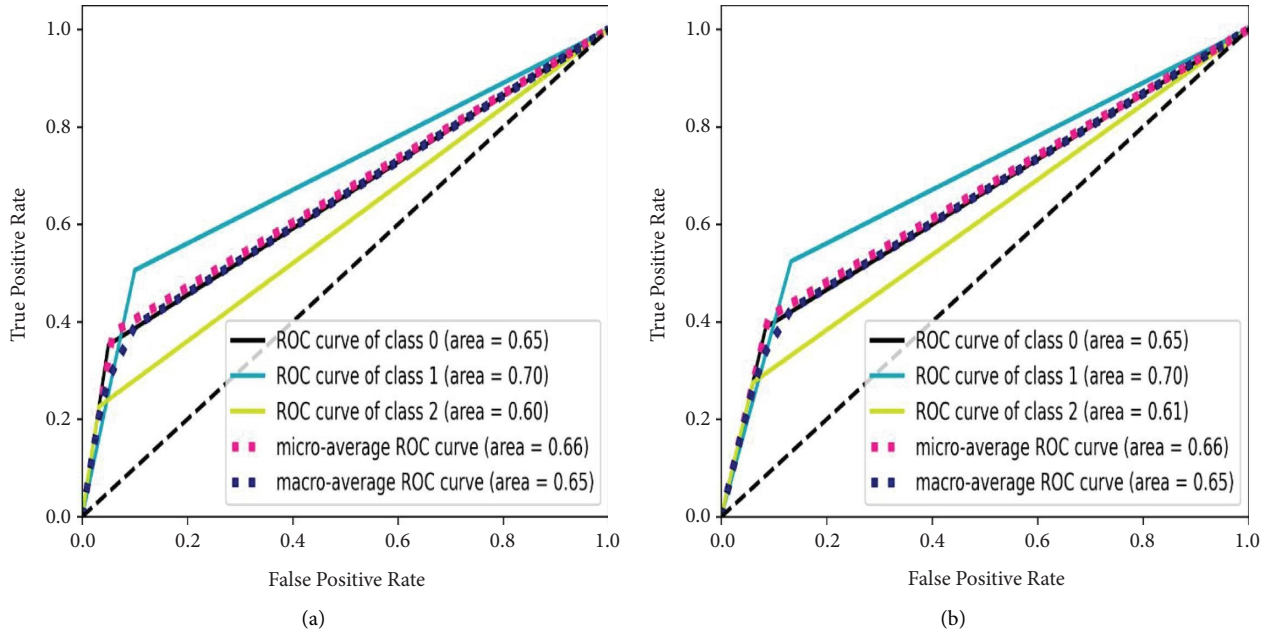 1.0
0.8
0.6
0.4
0.2
0.0
True Positive Rate
ROC curve of class 0 (area = 0.65)
ROC curve of class 1 (area = 0.70)
ROC curve of class 2 (area = 0.60)
micro-average ROC curve (area = 0.66)
macro-average ROC curve (area = 0.65)
0.0 0.2 0.4 0.6 0.8 1.0
False Positive Rate
(a)
1.0
0.8
0.6
0.4
0.2
0.0
True Positive Rate
ROC curve of class 0 (area = 0.65)
ROC curve of class 1 (area = 0.70)
ROC curve of class 2 (area = 0.61)
micro-average ROC curve (area = 0.66)
macro-average ROC curve (area = 0.65)
0.0 0.2 0.4 0.6 0.8 1.0
False Positive Rate
(b)